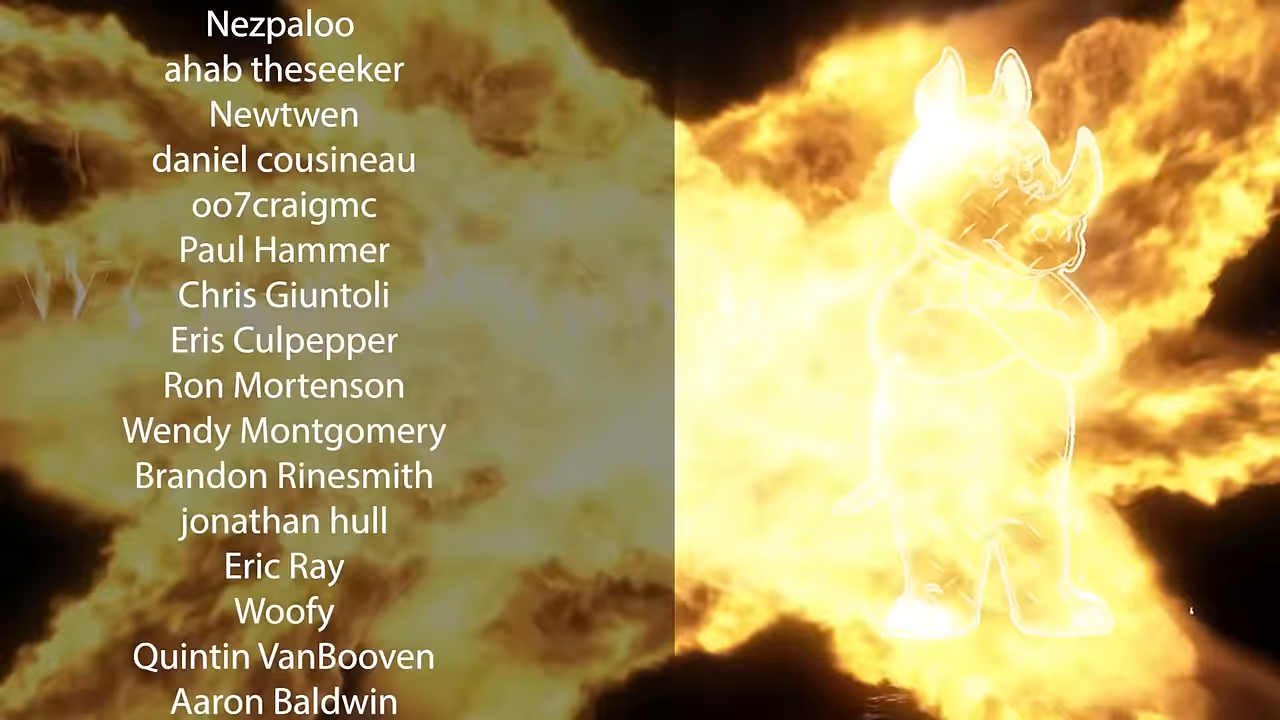 Nezpaloo
ahab theseeker
Newtwen
daniel cousineau
oo7craigmc
Paul Hammer
Chris Giuntoli
Eris Culpepper
Ron Mortenson
Wendy Montgomery
Brandon Rinesmith
jonathan hull
Eric Ray
Woofy
Quintin VanBooven
Aaron Baldwin